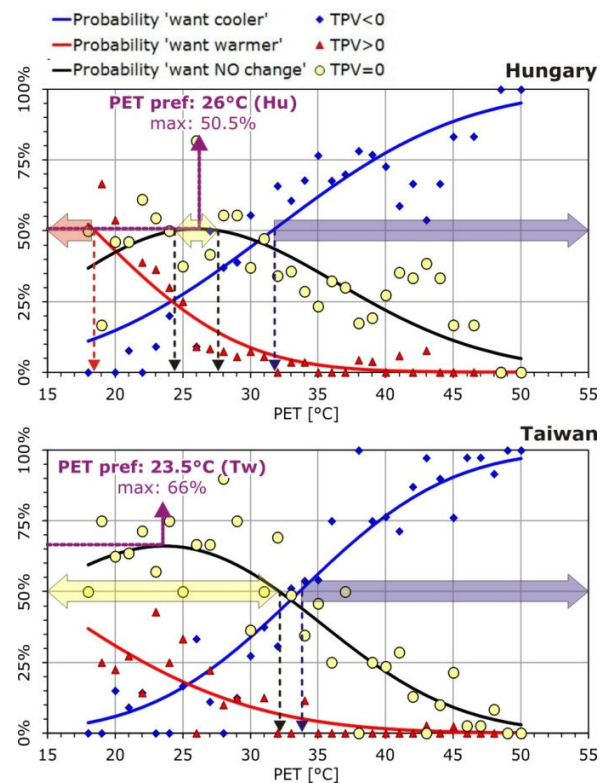 Probability 'want cooler' TPV<0
Probability 'want warmer' TPV>0
Probability 'want NO change' TPV=0
Hungary
100%
PET pref: 26°C (Hu)
max: 50.5%
75%
50%
25%
0%
15 20 25 30 35 40 45 50 55
PET [°C]
Taiwan
100%
PET pref: 23.5°C (Tw)
max: 66%
75%
50%
25%
0%
15 20 25 30 35 40 45 50 55
PET [°C]